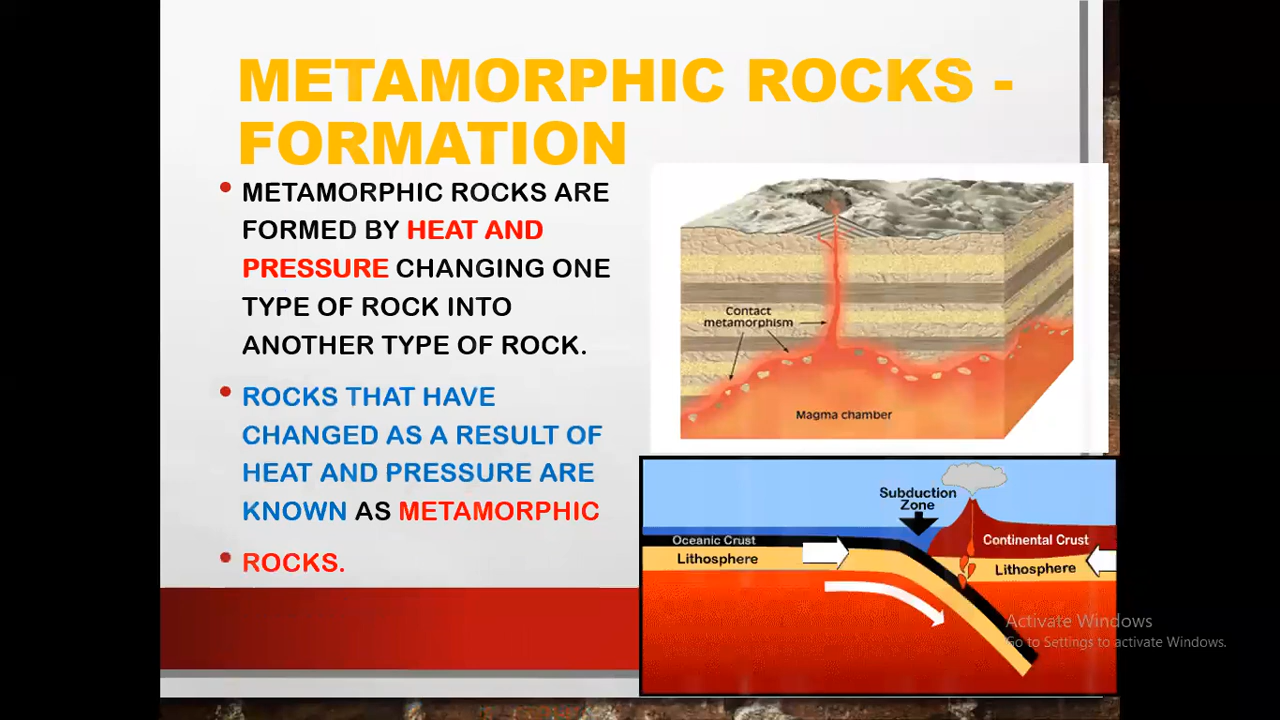 METAMORPHIC ROCKS -
FORMATION
METAMORPHIC ROCKS ARE
FORMED BY HEAT AND
PRESSURE CHANGING ONE
TYPE OF ROCK INTO
ANOTHER TYPE OF ROCK.
ROCKS THAT HAVE
CHANGED AS A RESULT OF
HEAT AND PRESSURE ARE
KNOWN AS METAMORPHIC
ROCKS.
Contact
metamorphism
Magma chamber
Subduction
Zone
Oceanic Crust
Lithosphere
Continental Crust
Lithosphere
Activate Windows
Go to Settings to activate Windows.